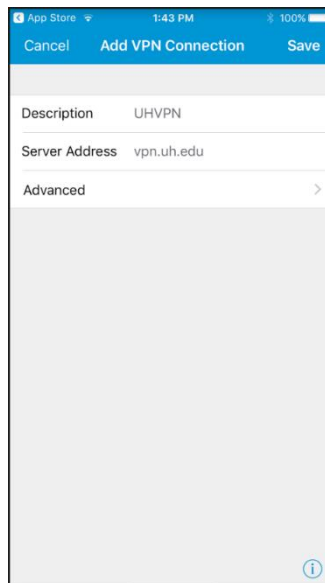 App Store 1:43 PM 100%
Cancel Add VPN Connection Save
Description UHVPN
Server Address vpn.uh.edu
Advanced